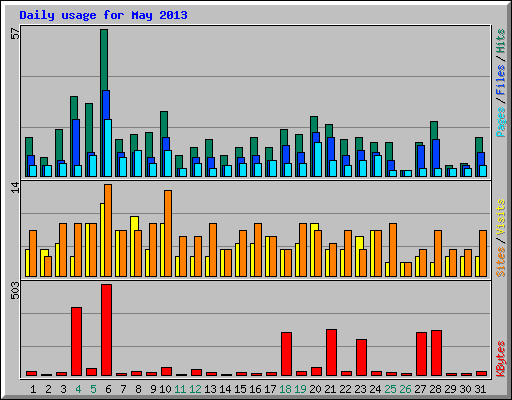 Daily usage for May 2013
57
Pages / Files / Hits
14
Sites / Visits
503
KBytes
1 2 3 4 5 6 7 8 9 10 11 12 13 14 15 16 17 18 19 20 21 22 23 24 25 26 27 28 29 30 31